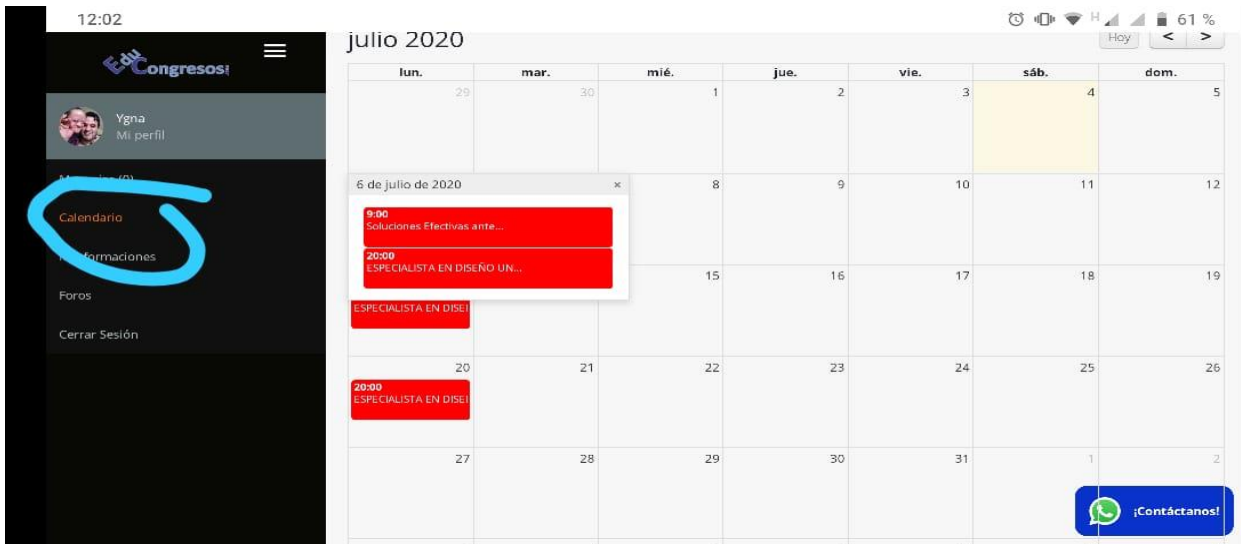 12:02
H
61 %
EduCongresos
Ygna
Mi perfil
Calendario
Foros
Cerrar Sesión
julio 2020
Hoy < >
lun. mar. mié. jue. vie. sáb. dom.
29 30 1 2 3 4 5
6 de julio de 2020 ×
9:00
Soluciones Efectivas ante...
20:00
ESPECIALISTA EN DISEÑO UN...
8 9 10 11 12
15 16 17 18 19
ESPECIALISTA EN DISEI
20 21 22 23 24 25 26
20:00
ESPECIALISTA EN DISEI
27 28 29 30 31 1 2
¡Contáctanos!